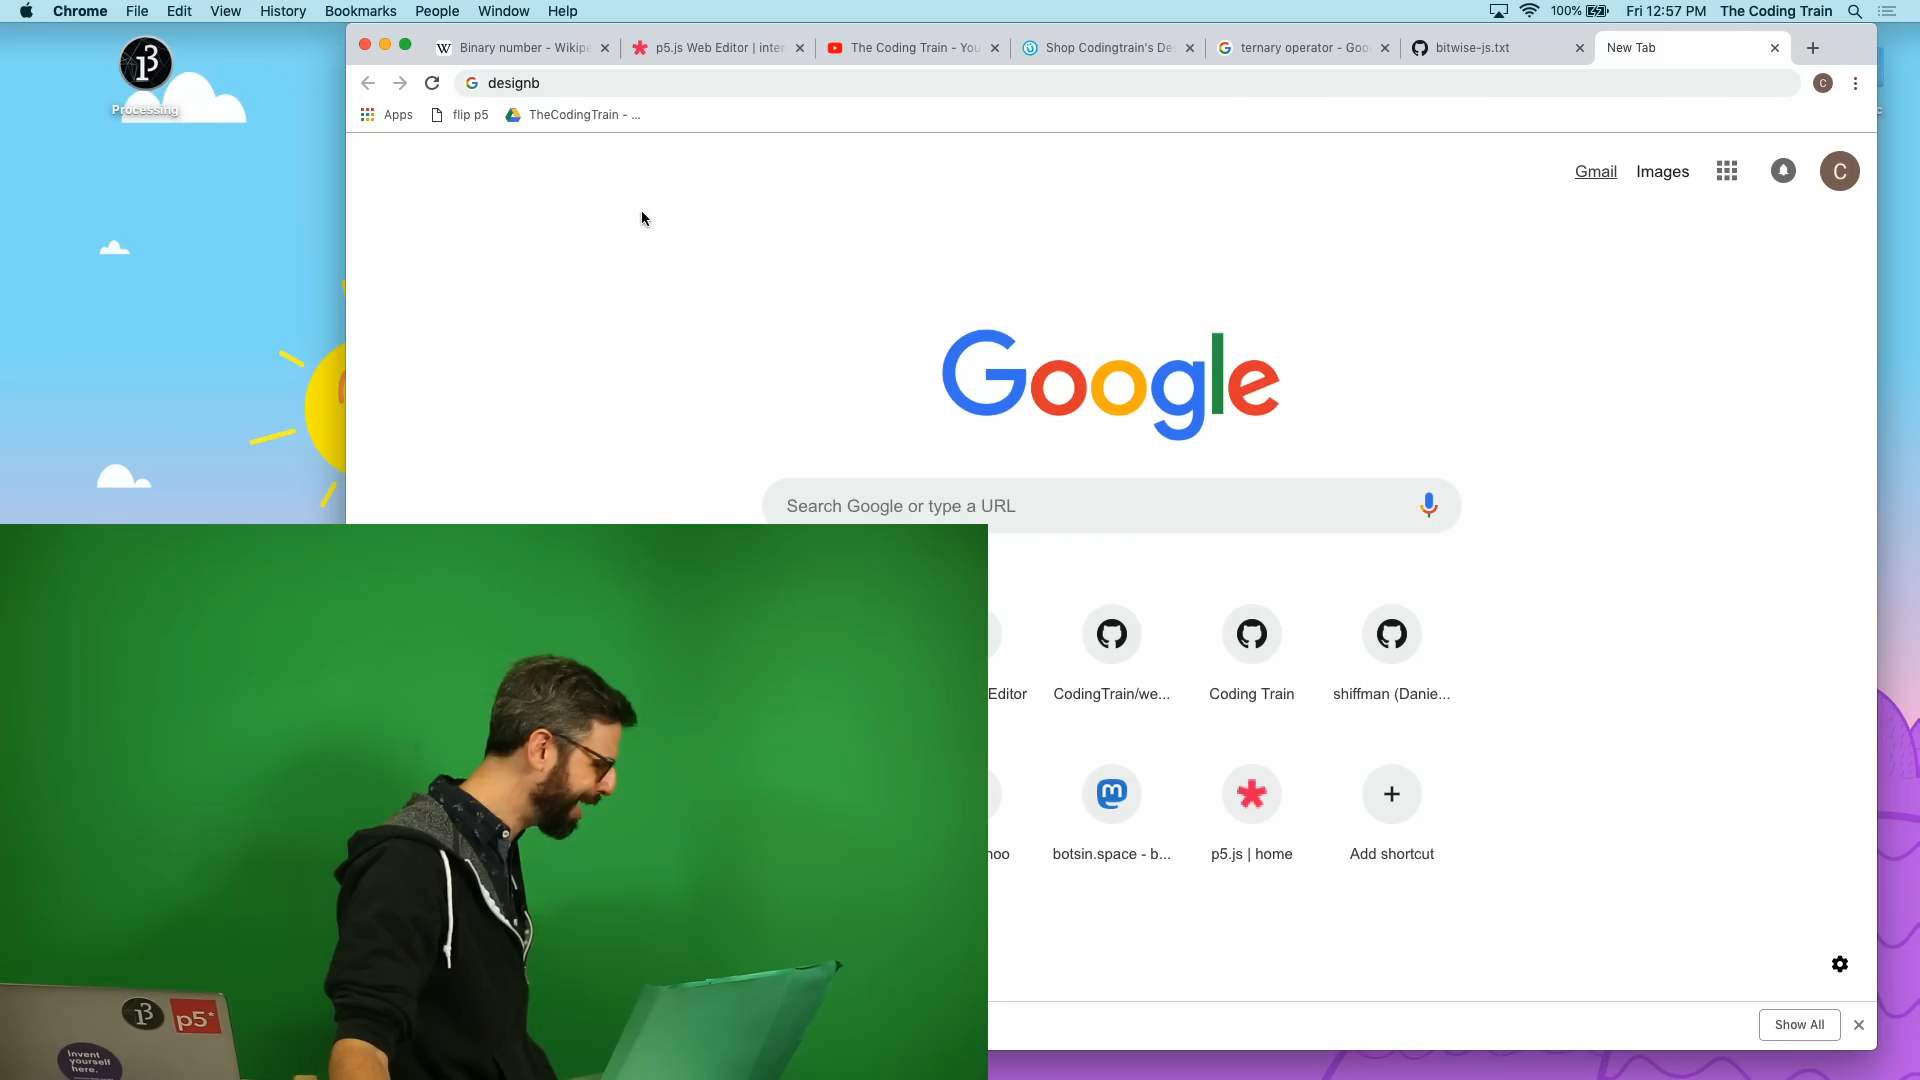 Chrome File Edit View History Bookmarks People Window Help 100% Fri 12:57 PM The Coding Train
Processing
Binary number - Wikipe p5.js Web Editor | inter The Coding Train - You Shop Codingtrain's De ternary operator - Goo bitwise-js.txt New Tab
designb C
Apps flip p5 TheCodingTrain - ...
Gmail Images C
Google
Search Google or type a URL
Editor CodingTrain/we... Coding Train shiffman (Danie...
hoo botsin.space - b... p5.js | home Add shortcut
p5*
Invent
yourself
here.
Show All